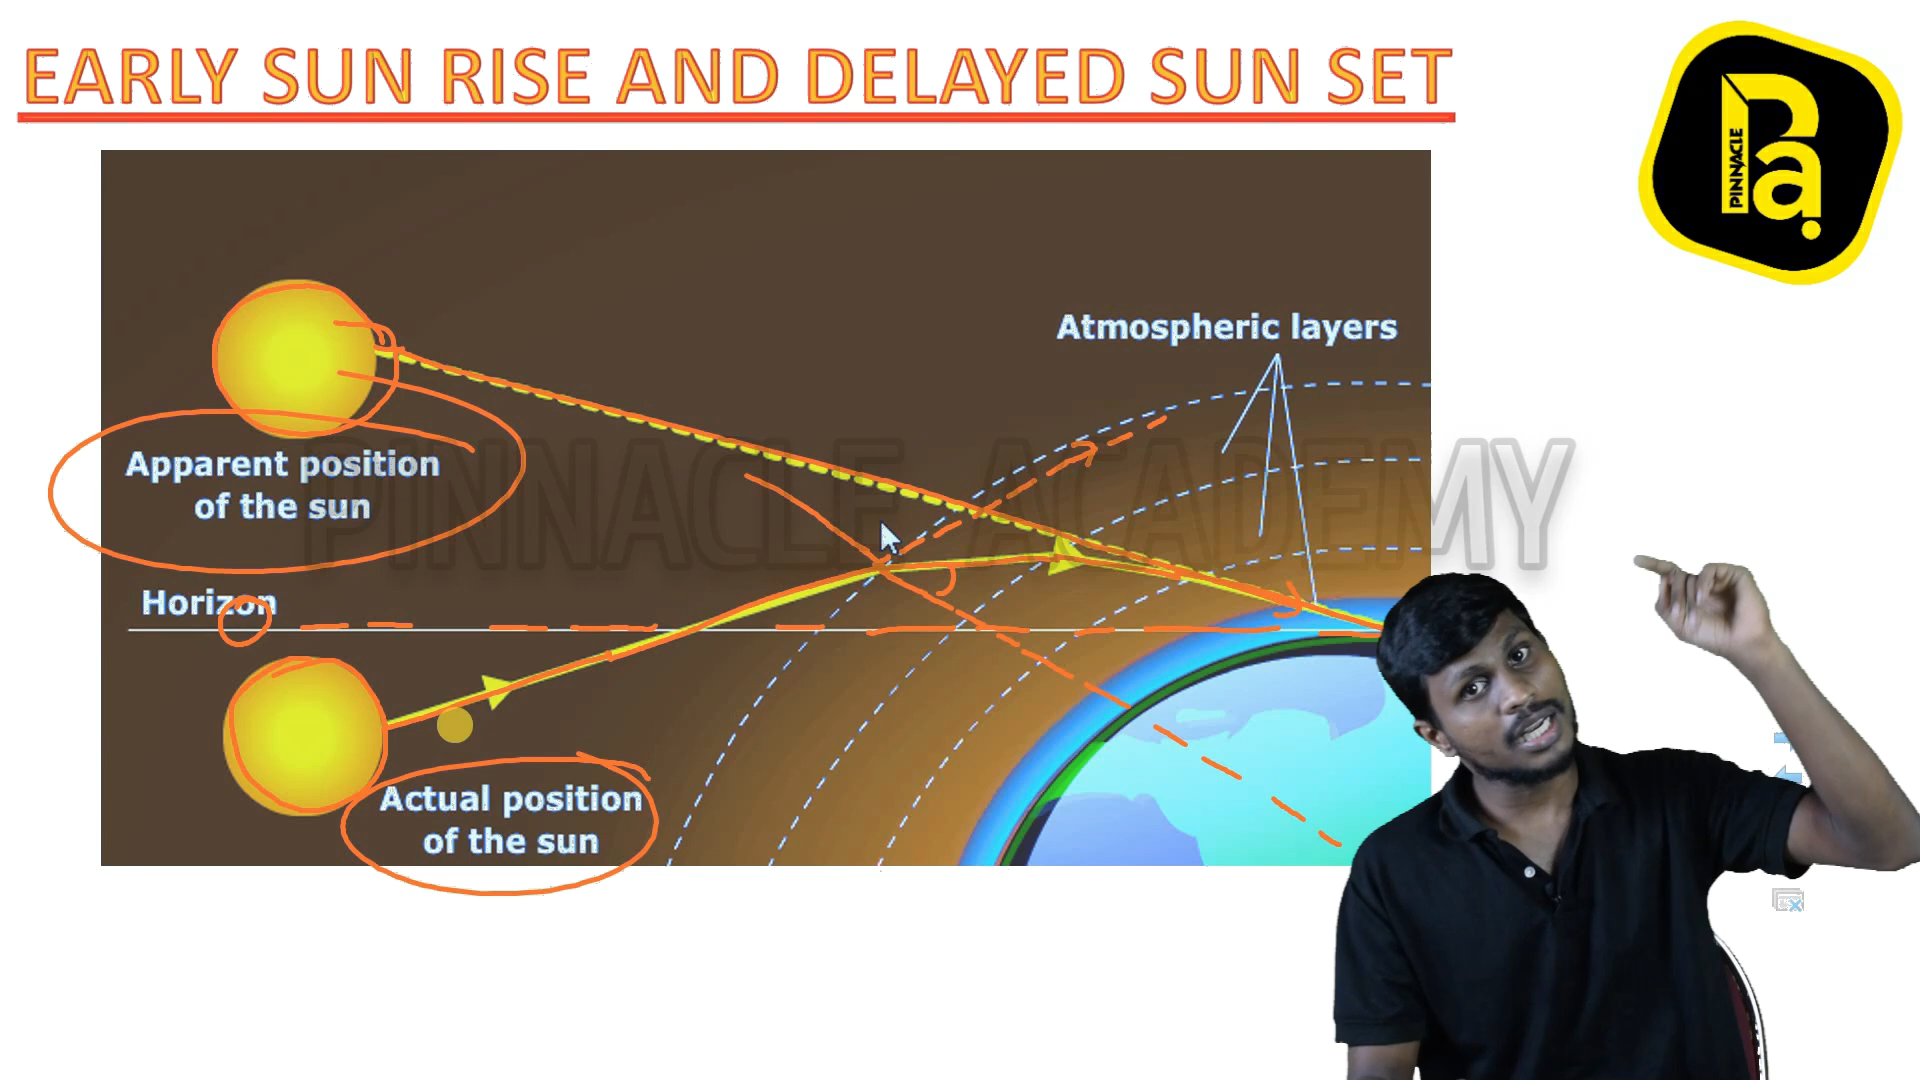 EARLY SUN RISE AND DELAYED SUN SET
PINNACLE
Pa
Atmospheric layers
Apparent position
of the sun
PINNACLE ACADEMY
Horizon
Actual position
of the sun